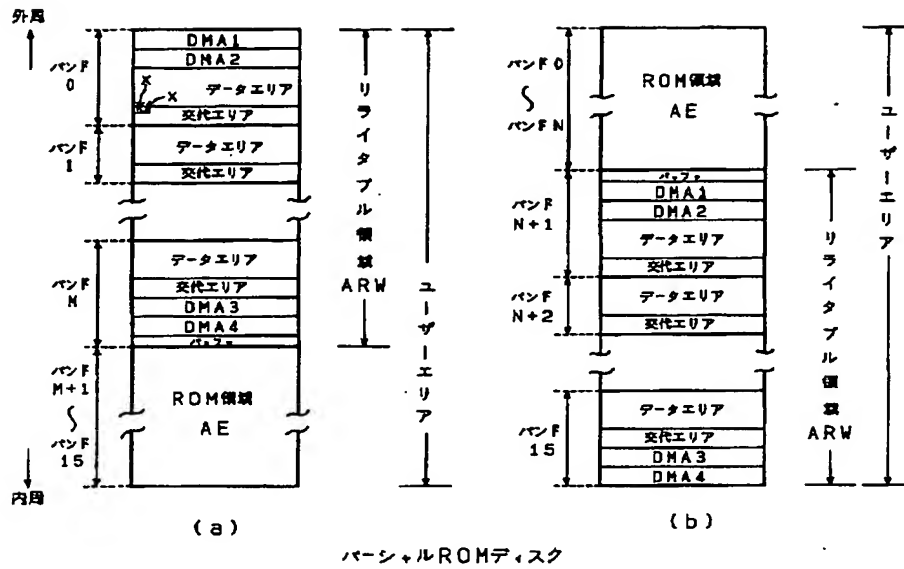 外周
内周
バンド
0
バンド
1
バンド
M
バンド
M+1
〜
バンド
15
DMA1
DMA2
データエリア
x
x
交代エリア
データエリア
交代エリア
データエリア
交代エリア
DMA3
DMA4
バッファ
ROM領域
AE
リライタブル領域
ARW
ユーザーエリア
(a)
バンド0
〜
バンドN
バンド
N+1
バンド
N+2
バンド
15
ROM領域
AE
バッファ
DMA1
DMA2
データエリア
交代エリア
データエリア
交代エリア
データエリア
交代エリア
DMA3
DMA4
リライタブル領域
ARW
ユーザーエリア
(b)
パーシャルROMディスク